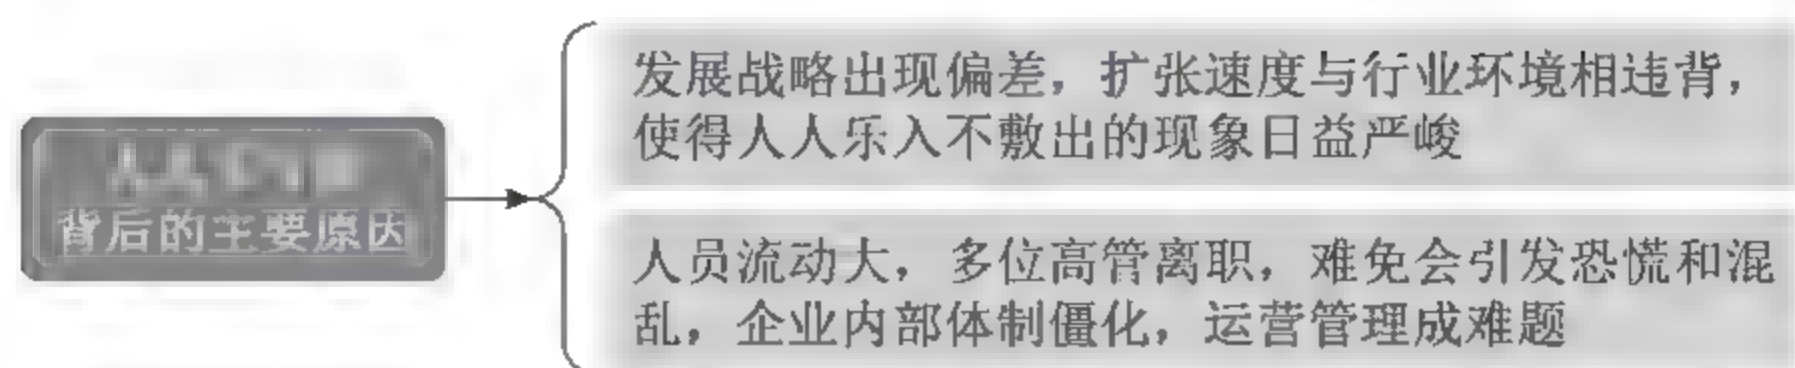 背后的主要原因
发展战略出现偏差，扩张速度与行业环境相违背，
使得人人乐入不敷出的现象日益严峻
人员流动大，多位高管离职，难免会引发恐慌和混
乱，企业内部体制僵化，运营管理成难题